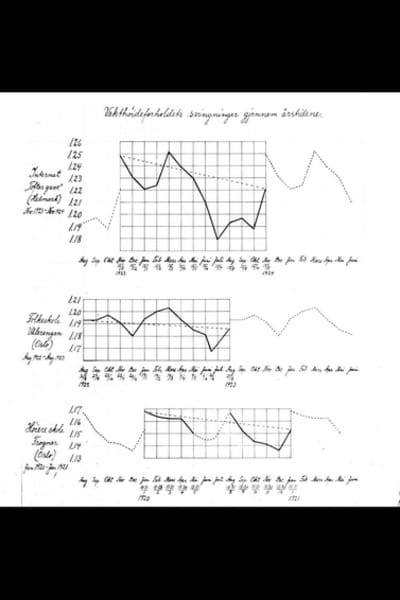 Vekthöideforholdets svingninger gjennem årstidene.
1.26
1.25
1.24
1.23
1.22
1.21
1.20
1.19
1.18
Internat
(Hedmark)
Nov. 1923-Nov. 1924
Aug Sep. Okt Nov Dec Jan Feb Mars Apr. Mai Juni Juli Aug Sep. Okt Nov Dec. Jan. Feb. Mars Apr. Mai Juni
1923
1924
1.21
1.20
1.19
1.18
1.17
Folkeskole
Vålerengen
(Oslo)
Aug 1922-Aug 1923
Aug Sep. Okt Nov Dec Jan Feb Mars Apr. Mai Juni Juli Aug Sep. Okt Nov Dec. Jan. Feb. Mars Apr. Mai Juni
1922
1923
1.17
1.16
1.15
1.14
1.13
Höiere skole
Frogner
(Oslo)
Jan 1920-Jan. 1921
Aug Sep. Okt Nov Dec Jan Feb Mars Apr. Mai Juni Juli Aug Sep. Okt Nov Dec. Jan. Feb. Mars Apr. Mai Juni
1920
1921